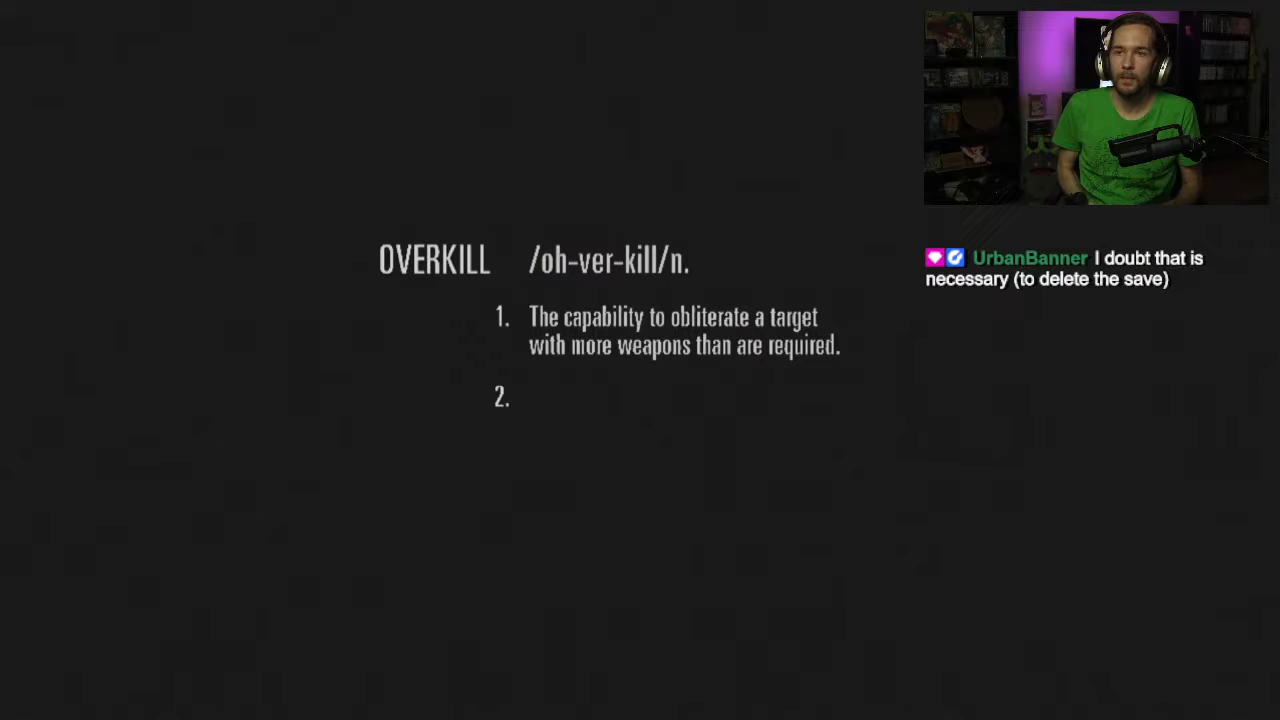 OVERKILL /oh-ver-kill/n.
1. The capability to obliterate a target
with more weapons than are required.
2.
UrbanBanner I doubt that is
necessary (to delete the save)